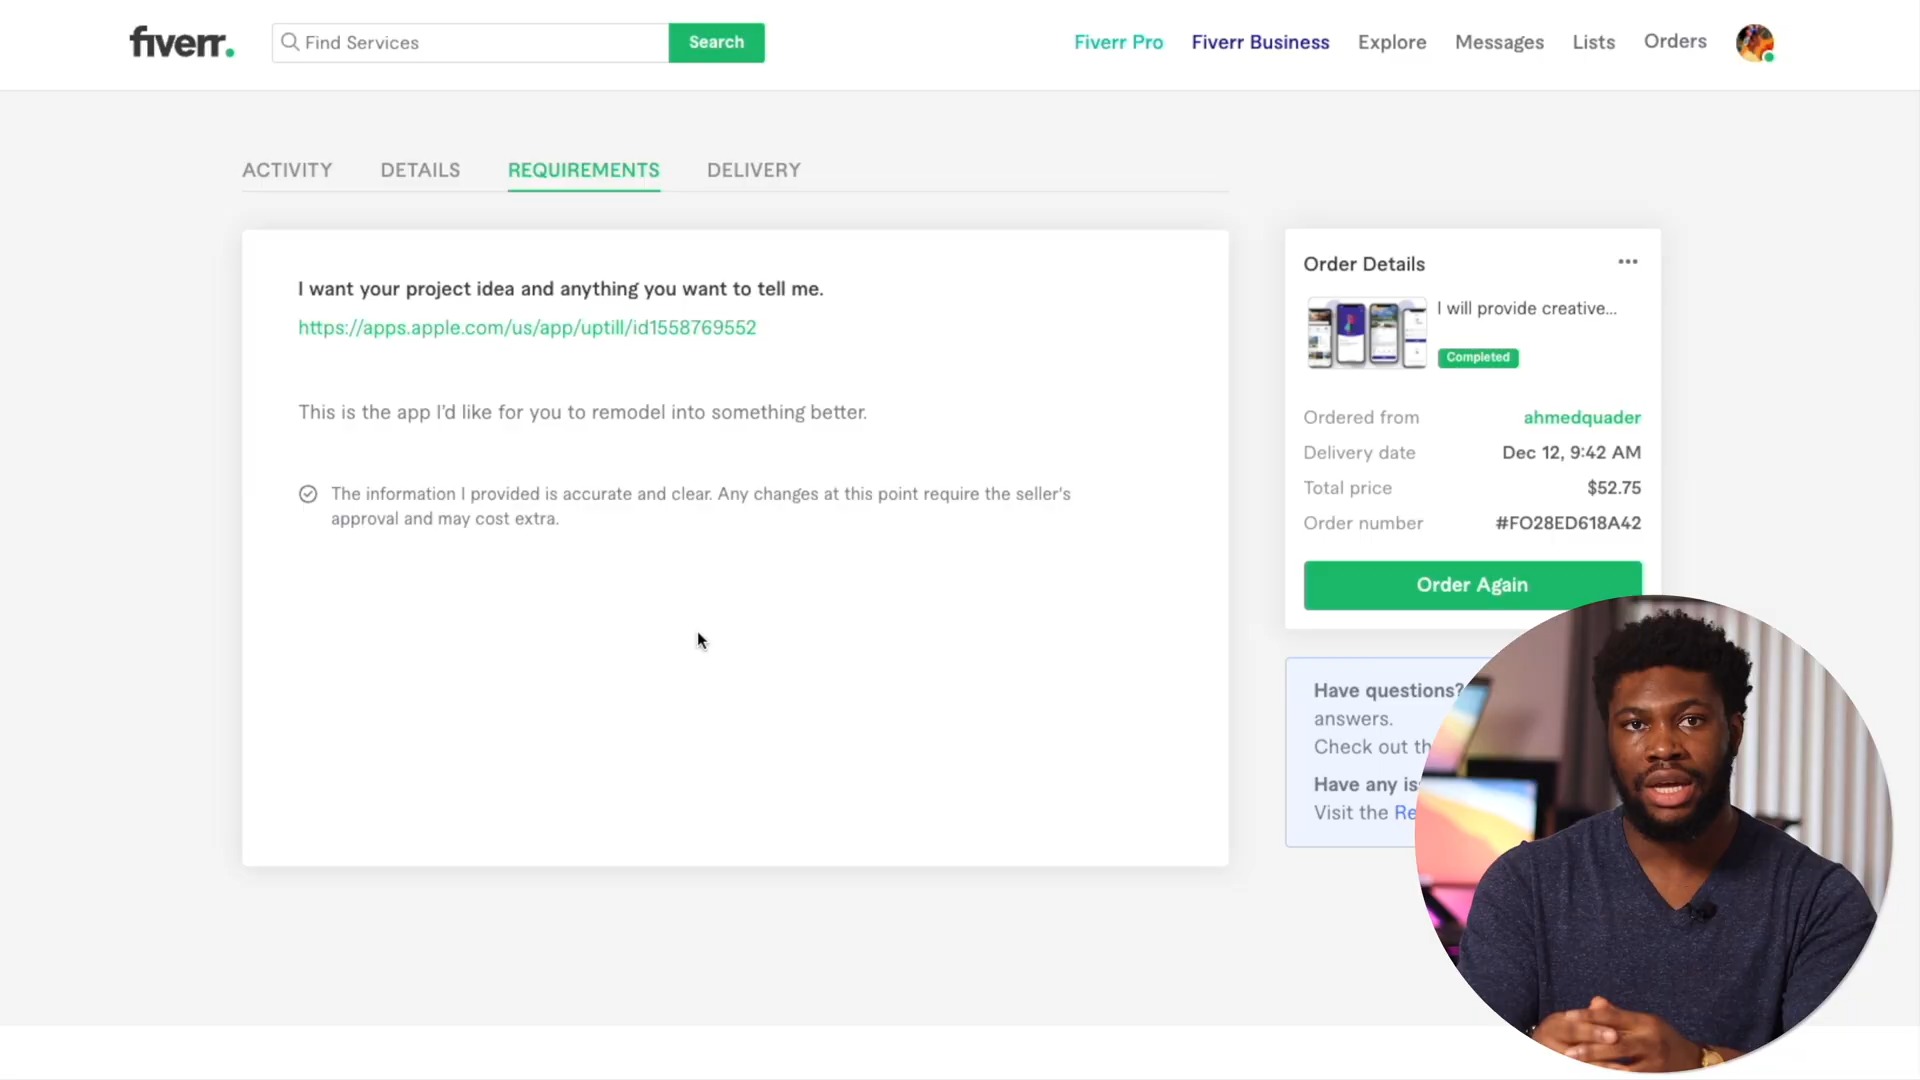 fiverr.
Find Services
Search
Fiverr Pro
Fiverr Business
Explore
Messages
Lists
Orders
ACTIVITY
DETAILS
REQUIREMENTS
DELIVERY
I want your project idea and anything you want to tell me.
https://apps.apple.com/us/app/uptill/id1558769552
This is the app I'd like for you to remodel into something better.
The information I provided is accurate and clear. Any changes at this point require the seller's
approval and may cost extra.
Order Details
I will provide creative...
Completed
Ordered from ahmedquader
Delivery date Dec 12, 9:42 AM
Total price $52.75
Order number #FO28ED618A42
Order Again
Have questions?
answers.
Check out th
Have any is
Visit the Re